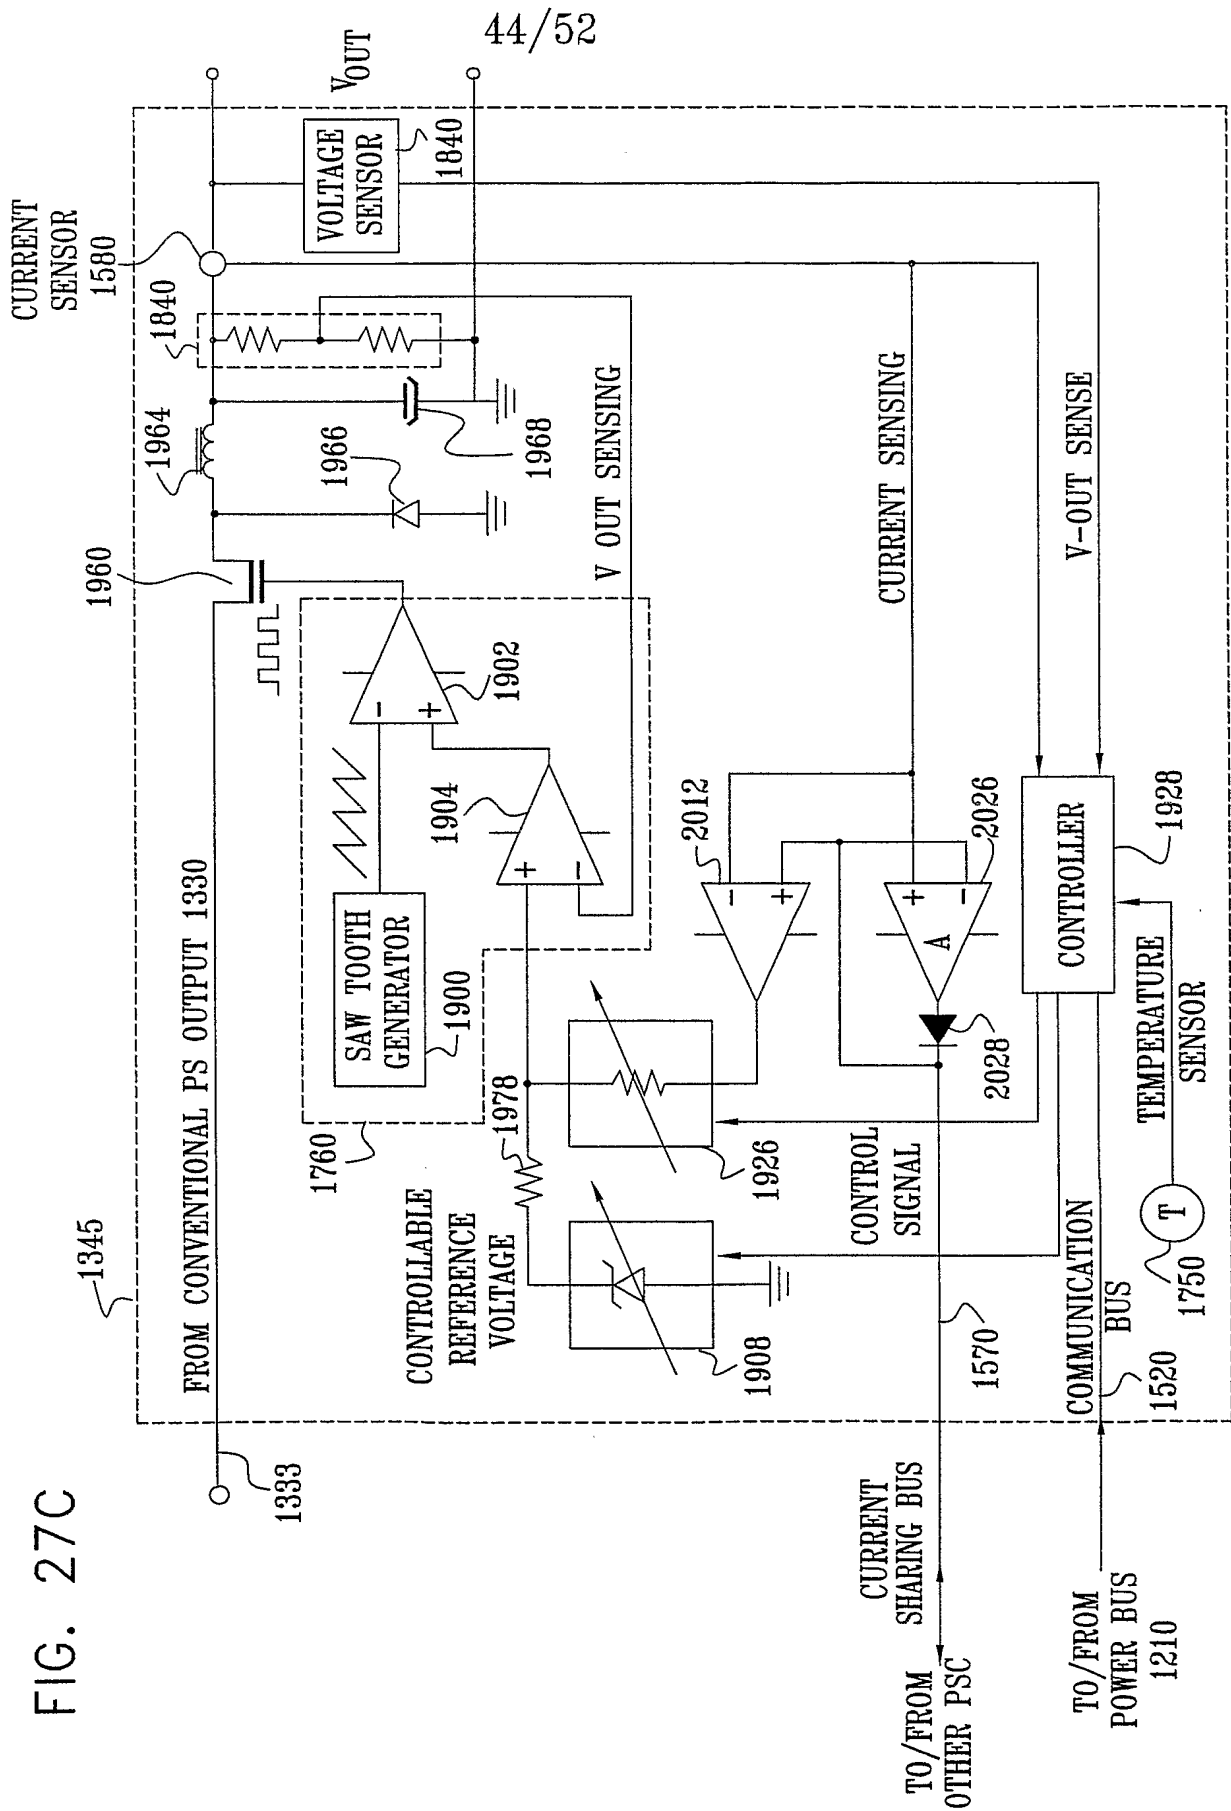 44/52
FIG. 27C
1345
FROM CONVENTIONAL PS OUTPUT 1330
1333
1960
1964
1966
1968
1840
CURRENT
SENSOR
1580
VOUT
VOLTAGE
SENSOR
1840
1760
SAW TOOTH
GENERATOR
1900
-
+
1902
1904
+
-
V OUT SENSING
CONTROLLABLE
REFERENCE
VOLTAGE
1978
1908
1926
2012
-
+
CURRENT SENSING
CONTROL
SIGNAL
2028
A
+
-
2026
V-OUT SENSE
CONTROLLER
1928
CURRENT
SHARING BUS
1570
TO/FROM
OTHER PSC
COMMUNICATION
BUS
1520
TO/FROM
POWER BUS
1210
TEMPERATURE
SENSOR
T
1750